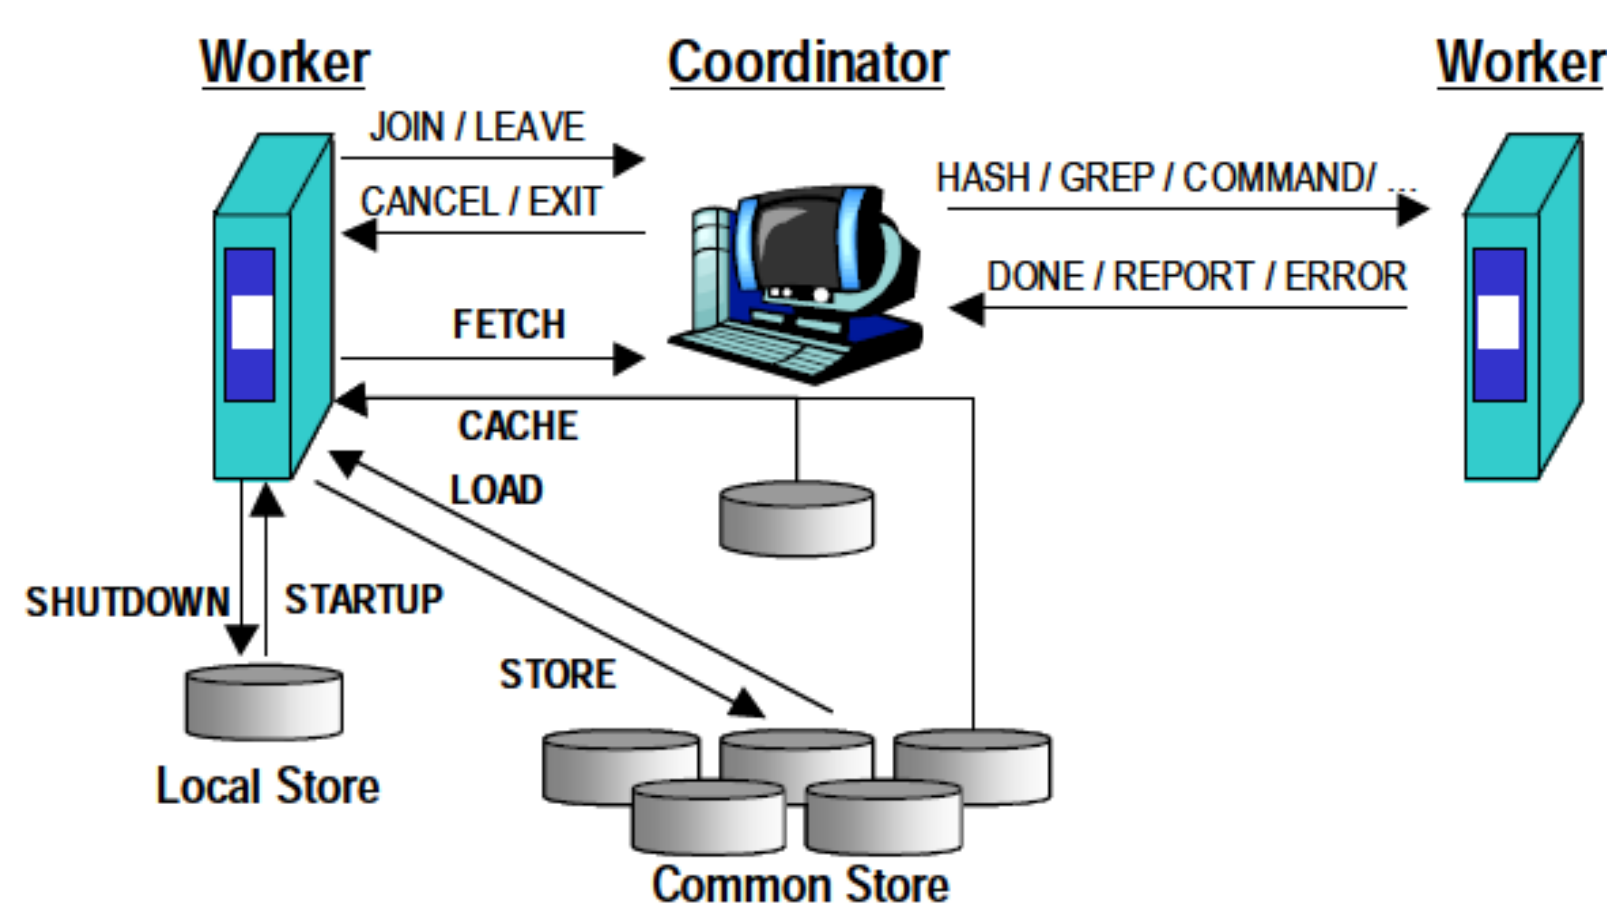 Worker
Coordinator
Worker
JOIN / LEAVE
CANCEL / EXIT
HASH / GREP / COMMAND/ ...
DONE / REPORT / ERROR
FETCH
CACHE
LOAD
SHUTDOWN
STARTUP
STORE
Local Store
Common Store